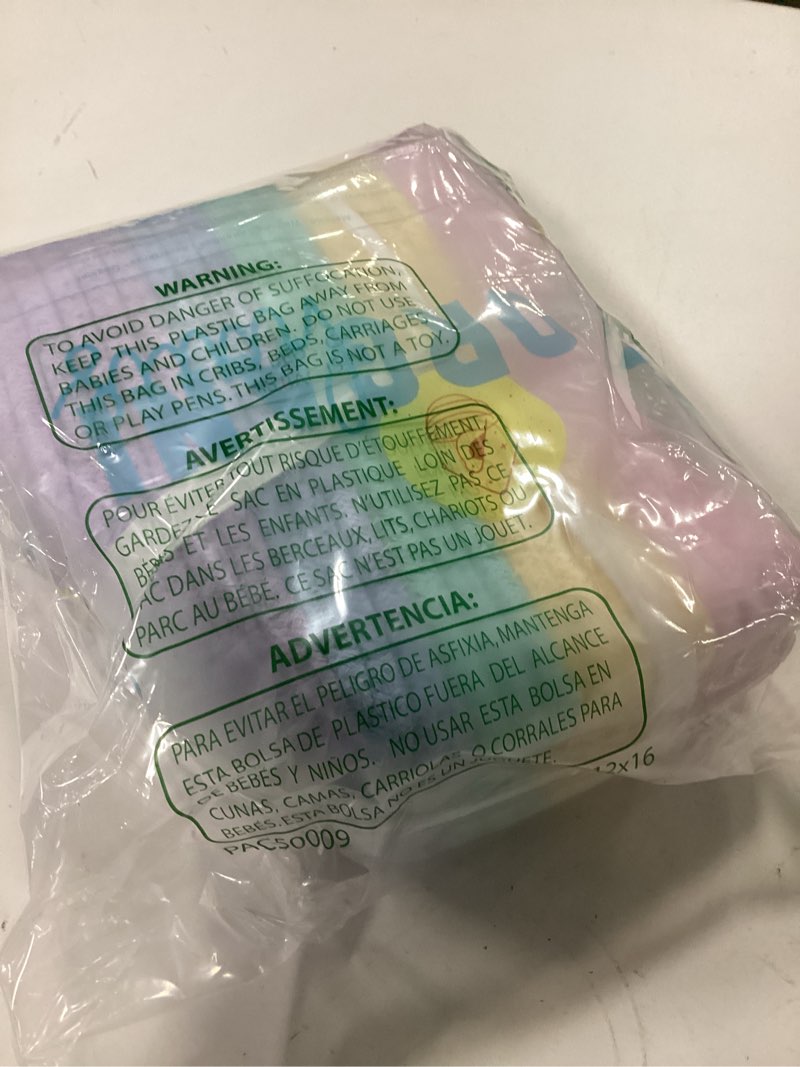 WARNING:
TO AVOID DANGER OF SUFFOCATION,
KEEP THIS PLASTIC BAG AWAY FROM
BABIES AND CHILDREN. DO NOT USE
THIS BAG IN CRIBS, BEDS, CARRIAGES
OR PLAY PENS. THIS BAG IS NOT A TOY.
AVERTISSEMENT:
POUR ÉVITER TOUT RISQUE D'ÉTOUFFEMENT,
GARDEZ LE SAC EN PLASTIQUE LOIN DES
BÉBÉS ET LES ENFANTS. N'UTILISEZ PAS CE
SAC DANS LES BERCEAUX, LITS, CHARIOTS OU
PARC AU BÉBÉ. CE SAC N'EST PAS UN JOUET.
ADVERTENCIA:
PARA EVITAR EL PELIGRO DE ASFIXIA, MANTENGA
ESTA BOLSA DE PLASTICO FUERA DEL ALCANCE
DE BEBÉS Y NIÑOS. NO USAR ESTA BOLSA EN
CUNAS, CAMAS, CARRIOLAS O CORRALES PARA
BEBÉS. ESTA BOLSA NO ES UN JUGUETE.
PACS0009
12x16